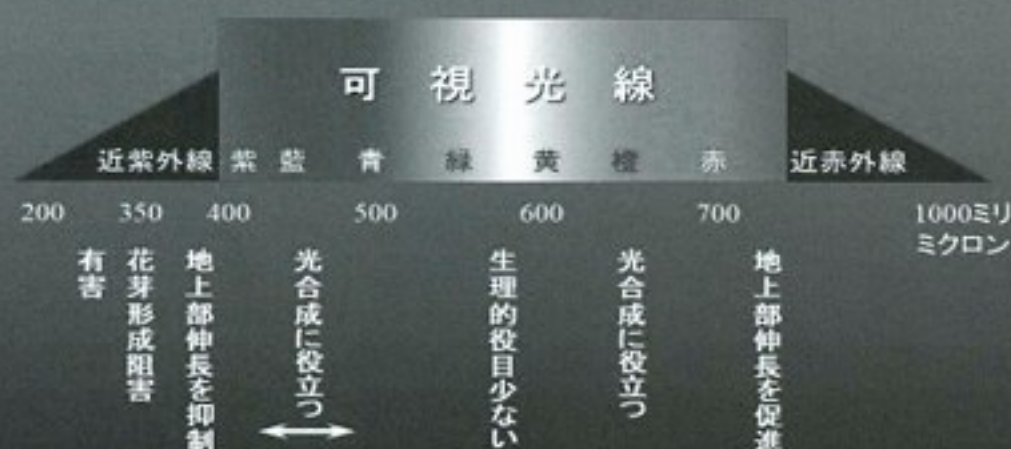 可視光線
近紫外線 紫 藍 青 緑 黄 橙 赤 近赤外線
200 350 400 500 600 700 1000ミリ
ミクロン
有害
花芽形成阻害
地上部伸長を抑制
光合成に役立つ
生理的役目少ない
光合成に役立つ
地上部伸長を促進